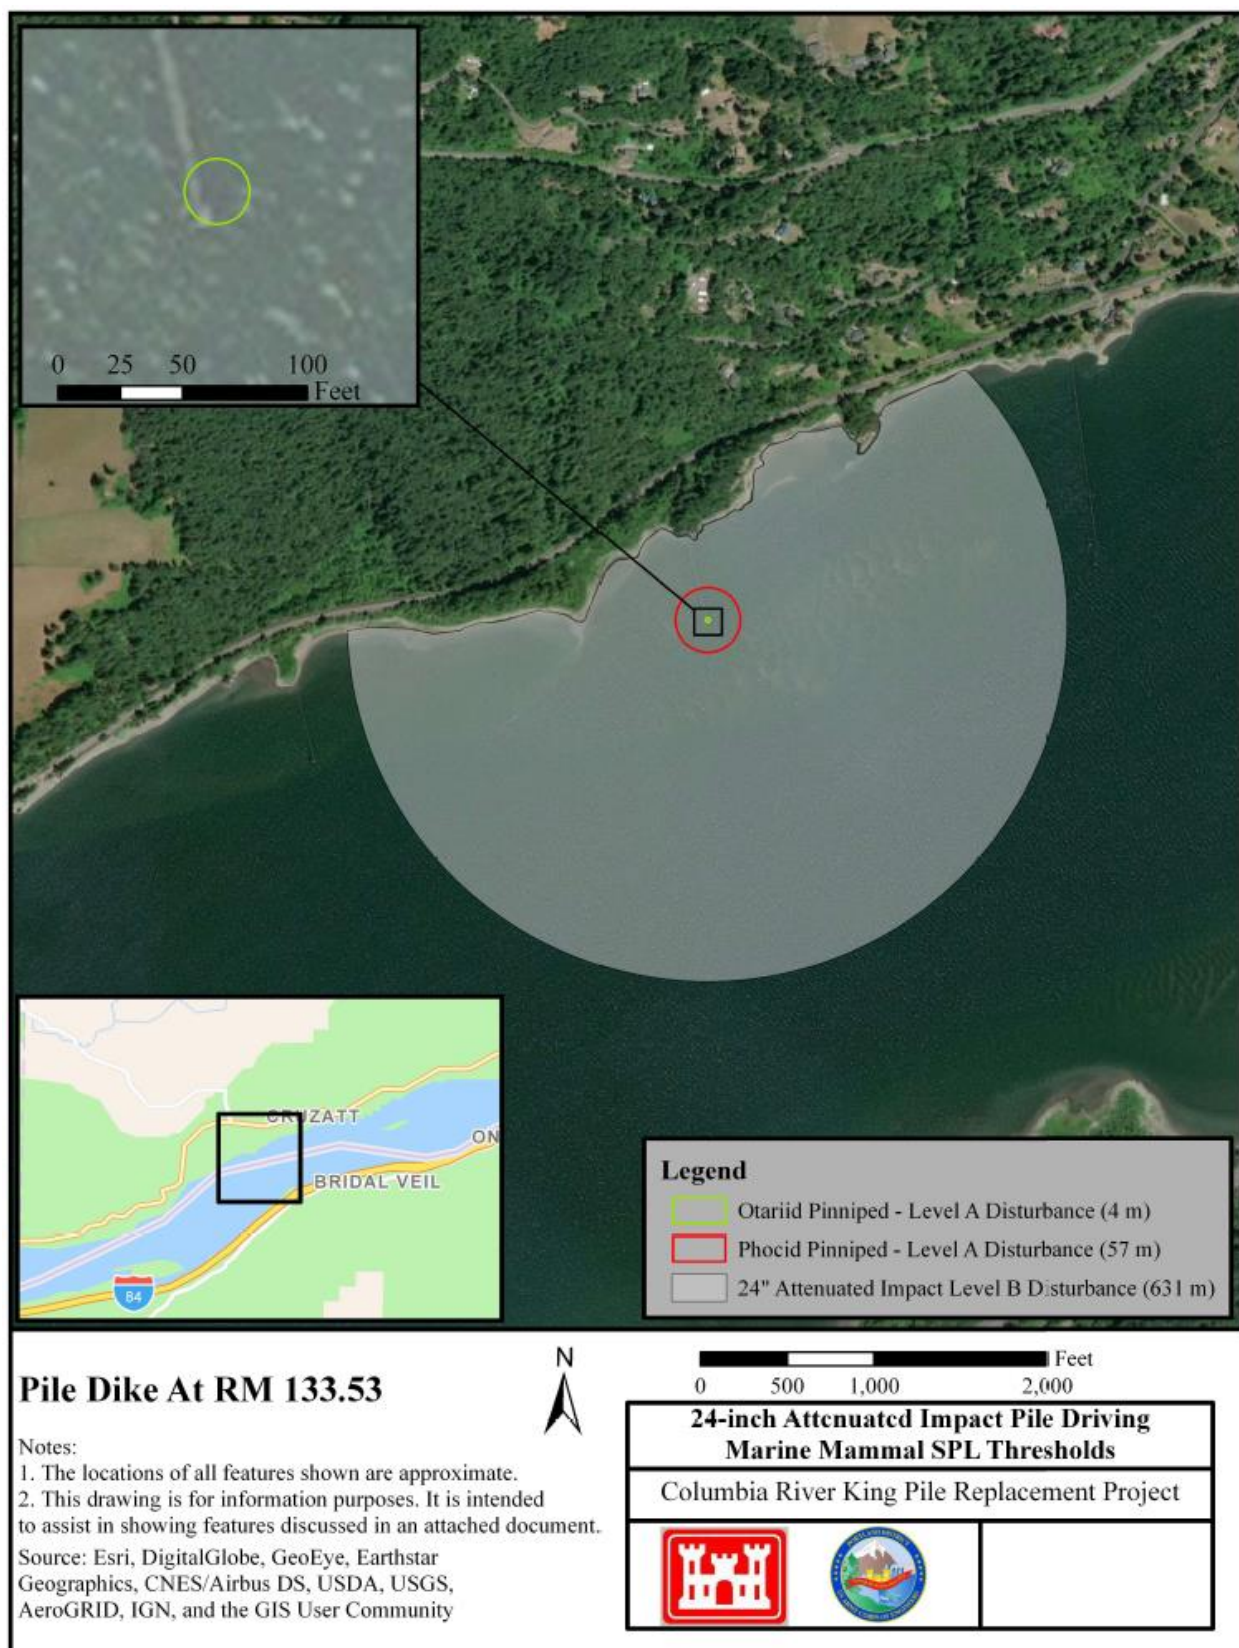 0 25 50 100
Feet
CRUZATT
ON
BRIDAL VEIL
84
Legend
Otariid Pinniped - Level A Disturbance (4 m)
Phocid Pinniped - Level A Disturbance (57 m)
24" Attenuated Impact Level B Disturbance (631 m)
Pile Dike At RM 133.53
N
Feet
0 500 1,000 2,000
Notes:
1. The locations of all features shown are approximate.
2. This drawing is for information purposes. It is intended
to assist in showing features discussed in an attached document.
Source: Esri, DigitalGlobe, GeoEye, Earthstar
Geographics, CNES/Airbus DS, USDA, USGS,
AeroGRID, IGN, and the GIS User Community
24-inch Attenuated Impact Pile Driving
Marine Mammal SPL Thresholds
Columbia River King Pile Replacement Project